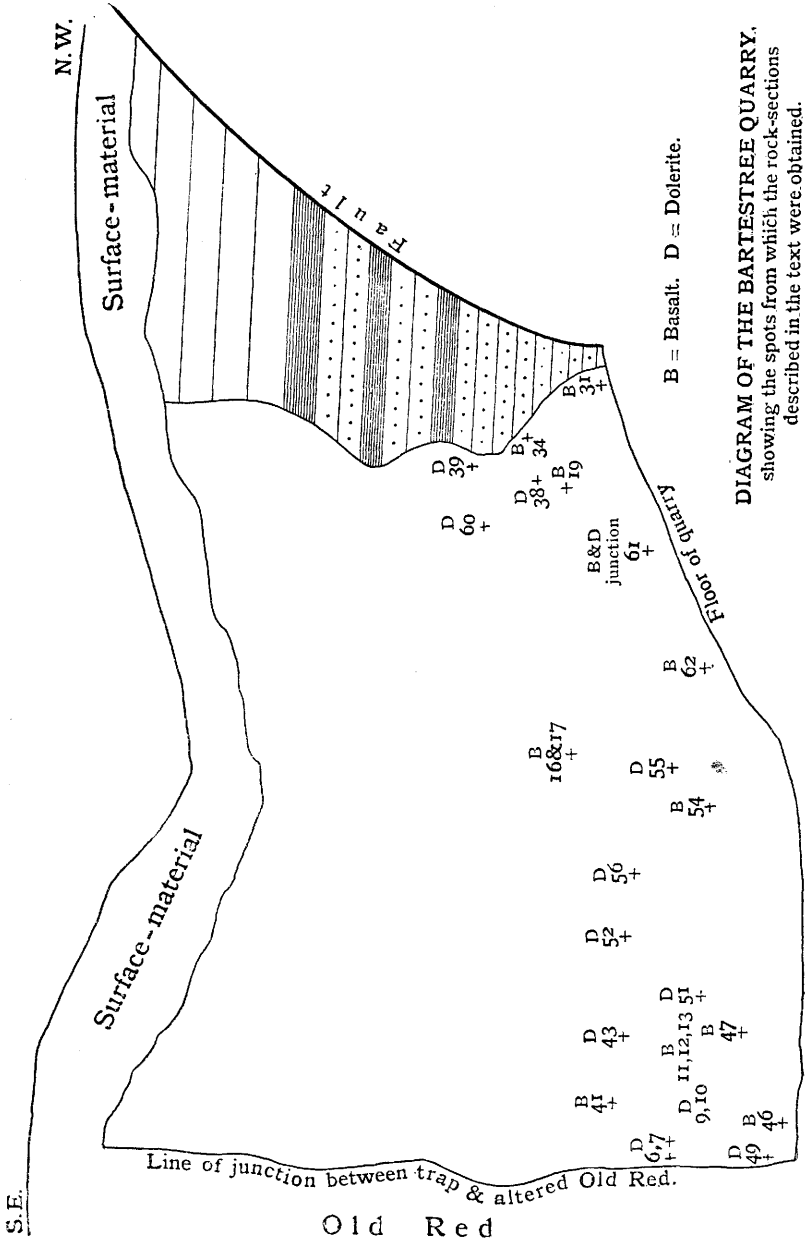 S.E.
N.W.
Surface-material
Surface-material
Fault
B
31
B
34
D
39
D
38
B
19
D
60
B&D
junction
61
Floor of quarry
B
62
B
16&17
D
55
B
54
D
56
D
52
D
51
D
43
B
11,12,13
B
47
B
41
D
9,10
B
46
D
6,7
D
49
Line of junction between trap & altered Old Red.
Old Red
B = Basalt. D = Dolerite.
DIAGRAM OF THE BARTESTREE QUARRY,
showing the spots from which the rock-sections
described in the text were obtained.